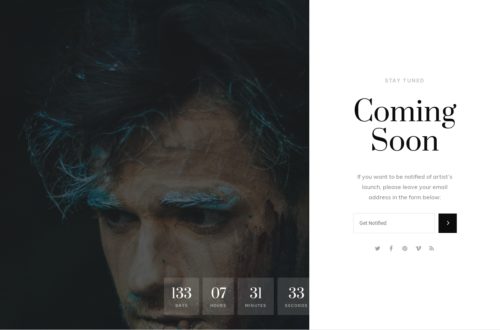 STAY TUNED
Coming
Soon
If you want to be notified of artist's
launch, please leave your email
address in the form below:
Get Notified
133 07 31 33
DAYS HOURS MINUTES SECONDS